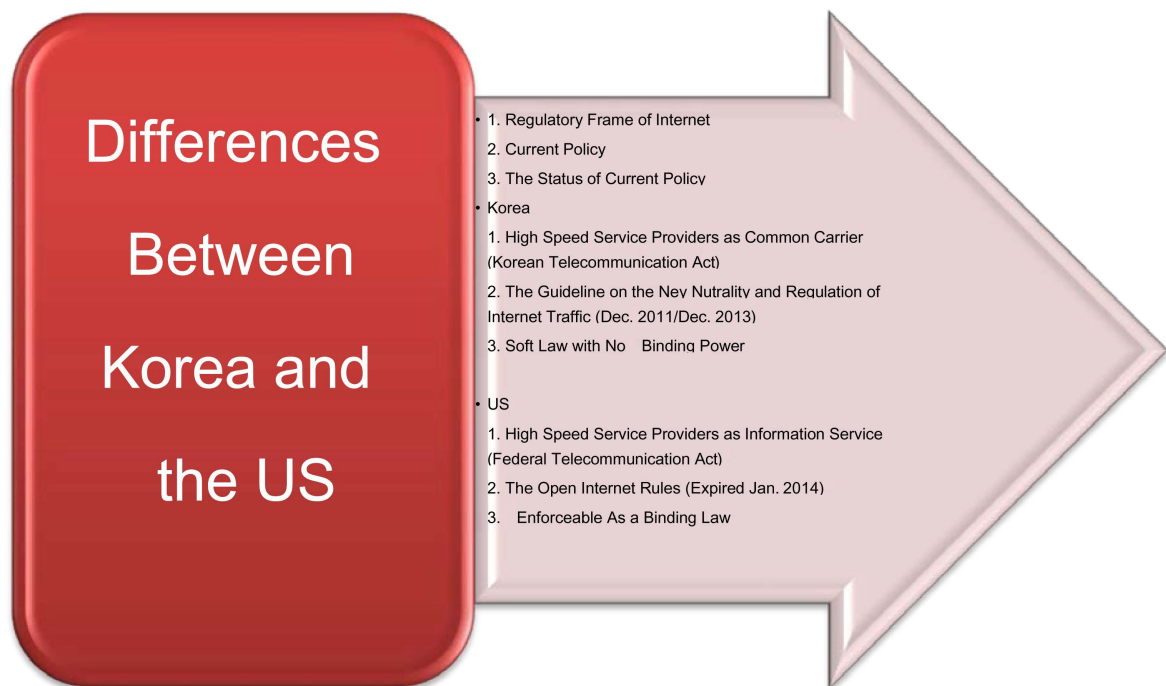 Differences
Between
Korea and
the US
• 1. Regulatory Frame of Internet
2. Current Policy
3. The Status of Current Policy
• Korea
1. High Speed Service Providers as Common Carrier
(Korean Telecommunication Act)
2. The Guideline on the Ney Nutrality and Regulation of
Internet Traffic (Dec. 2011/Dec. 2013)
3. Soft Law with No Binding Power
• US
1. High Speed Service Providers as Information Service
(Federal Telecommunication Act)
2. The Open Internet Rules (Expired Jan. 2014)
3. Enforceable As a Binding Law